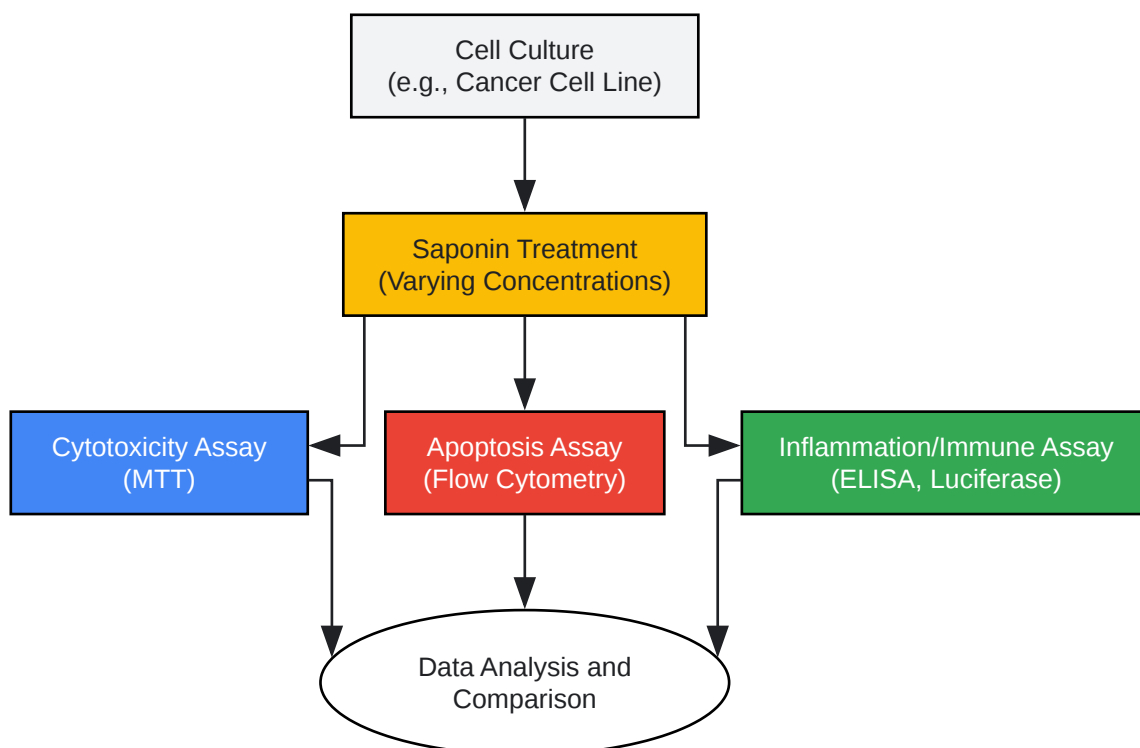 Cell Culture
(e.g., Cancer Cell Line)
Saponin Treatment
(Varying Concentrations)
Cytotoxicity Assay
(MTT)
Apoptosis Assay
(Flow Cytometry)
Inflammation/Immune Assay
(ELISA, Luciferase)
Data Analysis and
Comparison